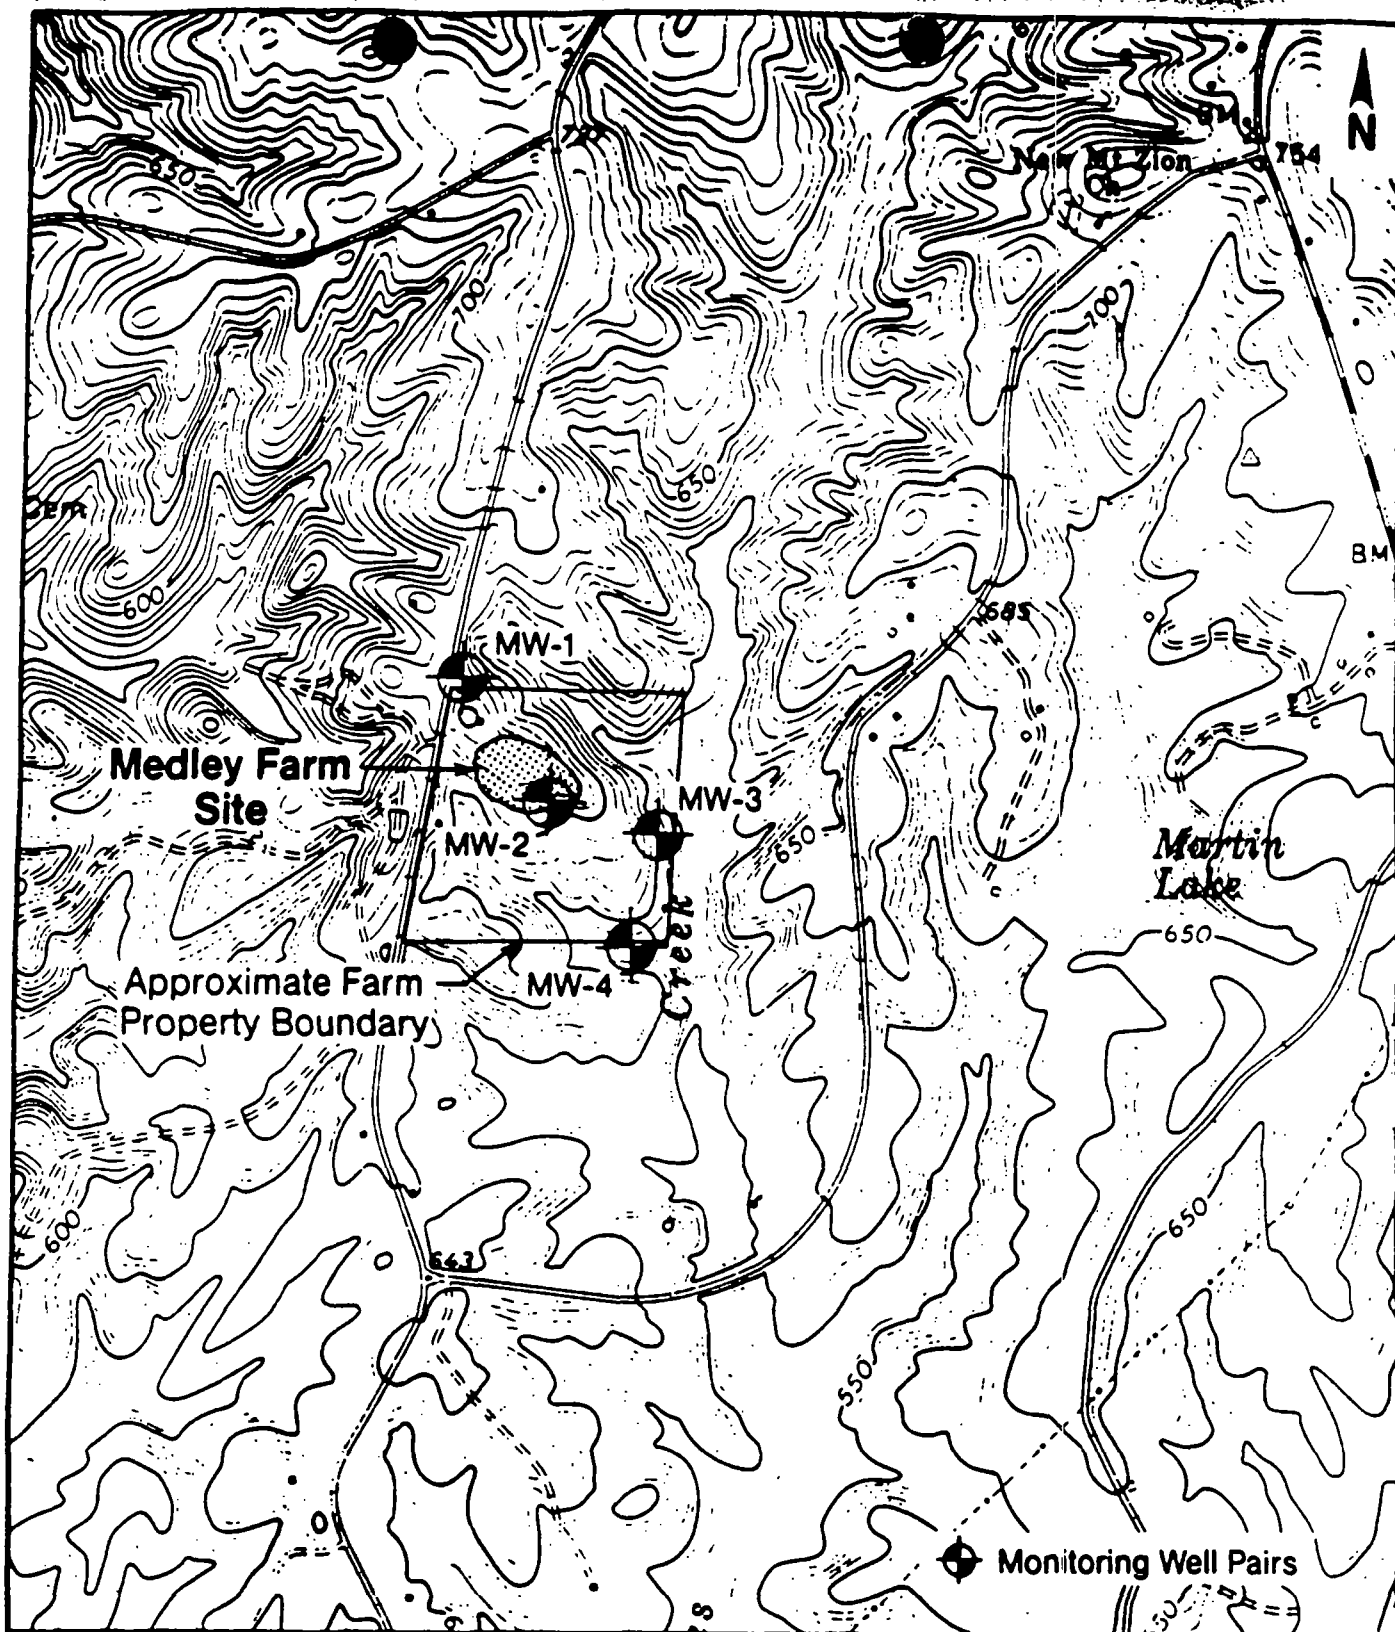 650
BM
754
New Mt Zion
Ch
N
700
700
650
Cem
BM
600
685
MW-1
Medley Farm
Site
MW-3
MW-2
650
Martin
Lake
650
Creek
Approximate Farm
Property Boundary
MW-4
650
600
643
550
Monitoring Well Pairs
S